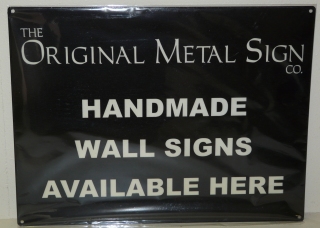 THE
ORIGINAL METAL SIGN
CO.
HANDMADE
WALL SIGNS
AVAILABLE HERE